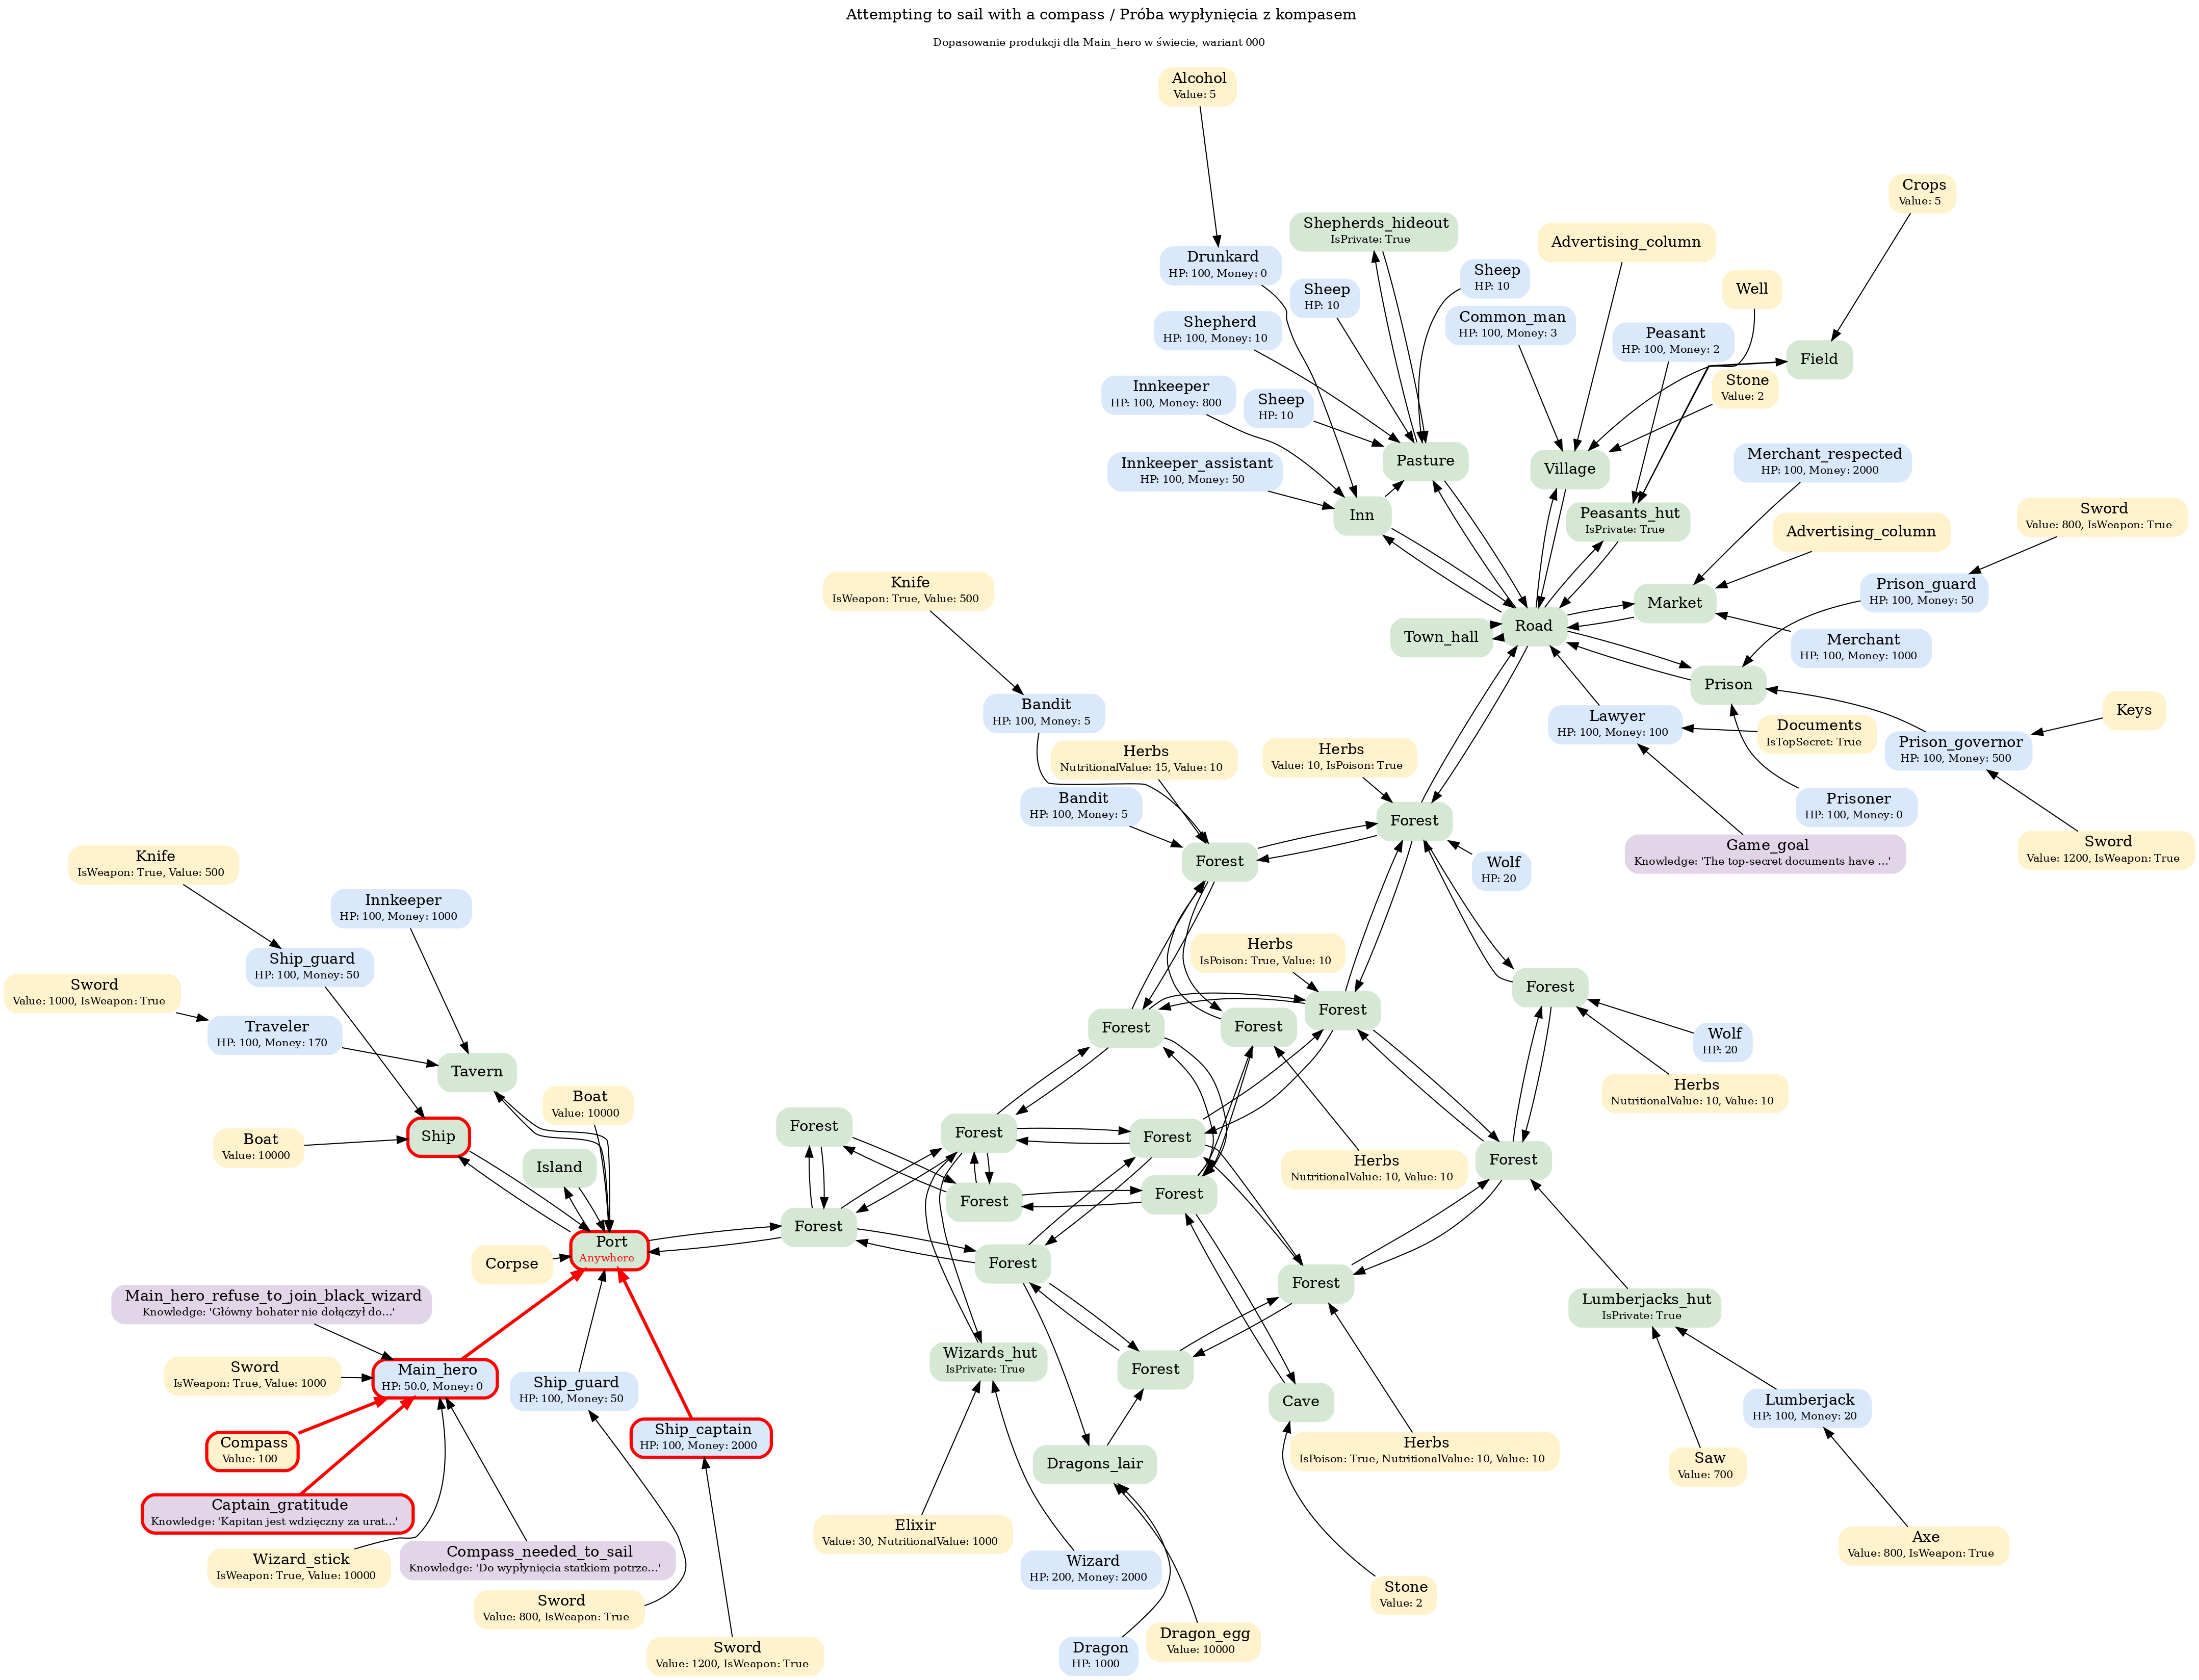 Attempting to sail with a compass / Próba wypłynięcia z kompasem
Dopasowanie produkcji dla Main_hero w świecie, wariant 000
Alcohol
Value: 5
Crops
Value: 5
Shepherds_hideout
IsPrivate: True
Advertising_column
Drunkard
HP: 100, Money: 0
Sheep
HP: 10
Sheep
HP: 10
Well
Shepherd
HP: 100, Money: 10
Common_man
HP: 100, Money: 3
Peasant
HP: 100, Money: 2
Field
Innkeeper
HP: 100, Money: 800
Sheep
HP: 10
Stone
Value: 2
Innkeeper_assistant
HP: 100, Money: 50
Pasture
Village
Merchant_respected
HP: 100, Money: 2000
Inn
Peasants_hut
IsPrivate: True
Sword
Value: 800, IsWeapon: True
Advertising_column
Knife
IsWeapon: True, Value: 500
Prison_guard
HP: 100, Money: 50
Market
Road
Town_hall
Merchant
HP: 100, Money: 1000
Prison
Bandit
HP: 100, Money: 5
Lawyer
HP: 100, Money: 100
Documents
IsTopSecret: True
Keys
Prison_governor
HP: 100, Money: 500
Herbs
NutritionalValue: 15, Value: 10
Herbs
Value: 10, IsPoison: True
Bandit
HP: 100, Money: 5
Prisoner
HP: 100, Money: 0
Forest
Game_goal
Knowledge: 'The top-secret documents have ...'
Sword
Value: 1200, IsWeapon: True
Forest
Wolf
HP: 20
Knife
IsWeapon: True, Value: 500
Innkeeper
HP: 100, Money: 1000
Ship_guard
HP: 100, Money: 50
Herbs
IsPoison: True, Value: 10
Sword
Value: 1000, IsWeapon: True
Forest
Traveler
HP: 100, Money: 170
Forest
Forest
Forest
Wolf
HP: 20
Tavern
Boat
Value: 10000
Herbs
NutritionalValue: 10, Value: 10
Ship
Boat
Value: 10000
Forest
Forest
Forest
Island
Herbs
NutritionalValue: 10, Value: 10
Forest
Forest
Forest
Forest
Port
Anywhere
Corpse
Forest
Forest
Main_hero_refuse_to_join_black_wizard
Knowledge: 'Główny bohater nie dołączył do...'
Lumberjacks_hut
IsPrivate: True
Sword
IsWeapon: True, Value: 1000
Main_hero
HP: 50.0, Money: 0
Wizards_hut
IsPrivate: True
Forest
Ship_guard
HP: 100, Money: 50
Cave
Lumberjack
HP: 100, Money: 20
Compass
Value: 100
Ship_captain
HP: 100, Money: 2000
Herbs
IsPoison: True, NutritionalValue: 10, Value: 10
Dragons_lair
Saw
Value: 700
Captain_gratitude
Knowledge: 'Kapitan jest wdzięczny za urat...'
Elixir
Value: 30, NutritionalValue: 1000
Axe
Value: 800, IsWeapon: True
Wizard_stick
IsWeapon: True, Value: 10000
Compass_needed_to_sail
Knowledge: 'Do wypłynięcia statkiem potrze...'
Wizard
HP: 200, Money: 2000
Stone
Value: 2
Sword
Value: 800, IsWeapon: True
Sword
Value: 1200, IsWeapon: True
Dragon
HP: 1000
Dragon_egg
Value: 10000